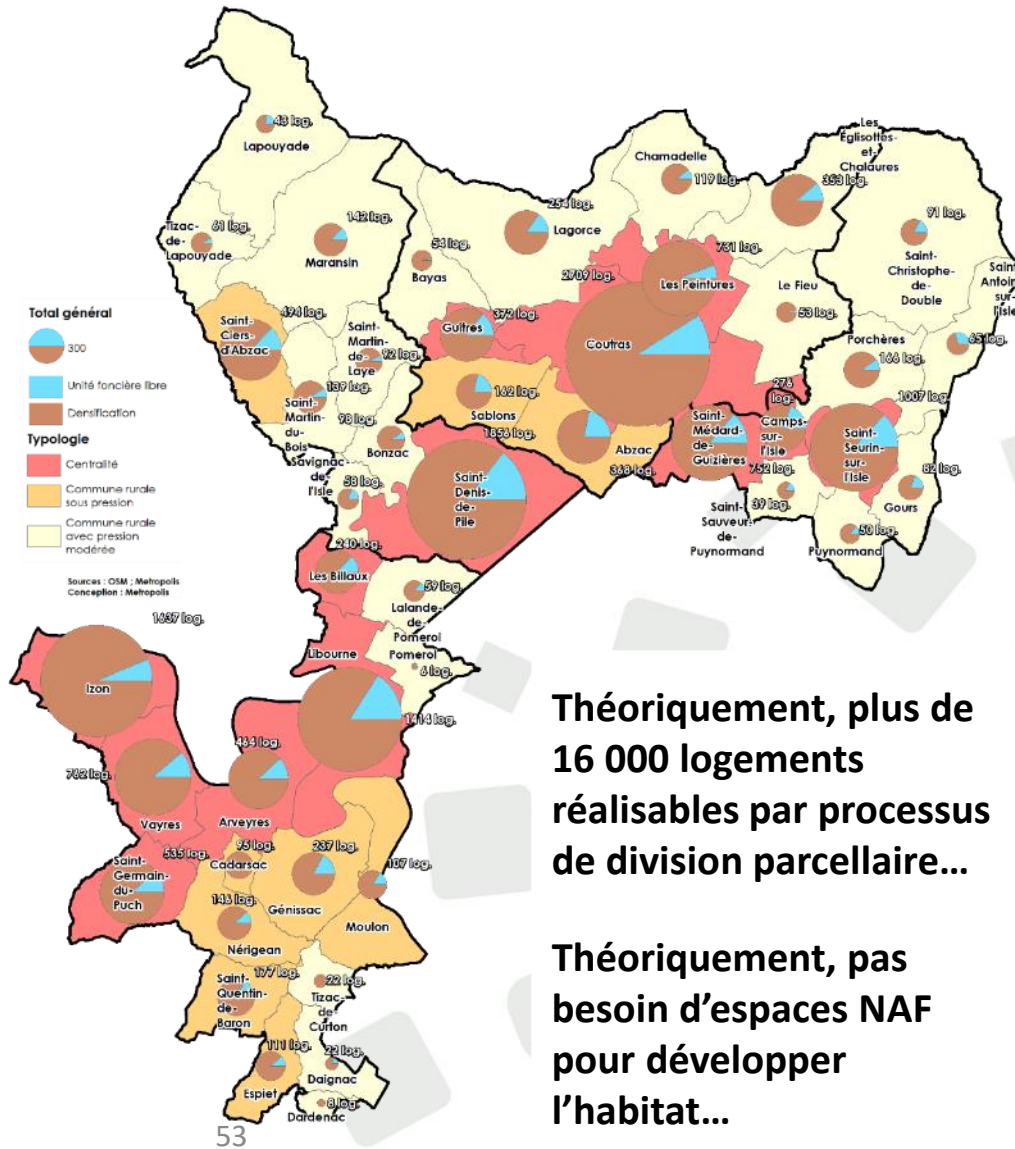 43 log.
Lapouyade
Chamadelle
119 log.
Les
Églisottes-
et-
Chalaures
353 log.
61 log.
Tizac-
de-
Lapouyade
142 log.
Maransin
254 log.
Lagorce
54 log.
Bayas
91 log.
Saint-
Christophe-
de-
Double
Saint
Antoine
sur-
l'Isle
65 log.
731 log.
Les Peintures
2709 log.
Coutras
Le Fieu
53 log.
Total général
300
Unité foncière libre
Densification
Typologie
Centralité
Commune rurale
sous pression
Commune rurale
avec pression
modérée
Sources : OSM ; Metropolis
Conception : Metropolis
494 log.
Saint-
Ciers-
d'Abzac
Saint-
Martin-
de-
Laye
92 log.
372 log.
Guîtres
Porchères
166 log.
139 log.
Saint-
Martin-
du-
Bois
162 log.
Sablons
276
log.
Camps-
sur-
l'Isle
1007 log.
Saint-
Seurin-
sur-
l'Isle
98 log.
Bonzac
Savignac-
de-
l'Isle
58 log.
1856 log.
Saint-
Denis-
de-
Pile
Abzac
368 log.
Saint-
Médard-
de-
Guizières
752 log.
82 log.
Gours
39 log.
Saint-
Sauveur-
de-
Puynormand
50 log.
Puynormand
240 log.
Les Billaux
59 log.
Lalande-
de-
Pomerol
Libourne
Pomerol
6 log.
1414 log.
1637 log.
Izon
762 log.
Vayres
464 log.
Arveyres
535 log.
Saint-
Germain-
du-
Puch
95 log.
Cadarsac
237 log.
Génissac
107 log.
Moulon
146 log.
Nérigean
177 log.
Saint-
Quentin-
de-
Baron
22 log.
Tizac-
de-
Curton
111 log.
Espiet
22 log.
Daignac
8 log.
Dardenac
Théoriquement, plus de
16 000 logements
réalisables par processus
de division parcellaire…
Théoriquement, pas
besoin d’espaces NAF
pour développer
l’habitat…
53